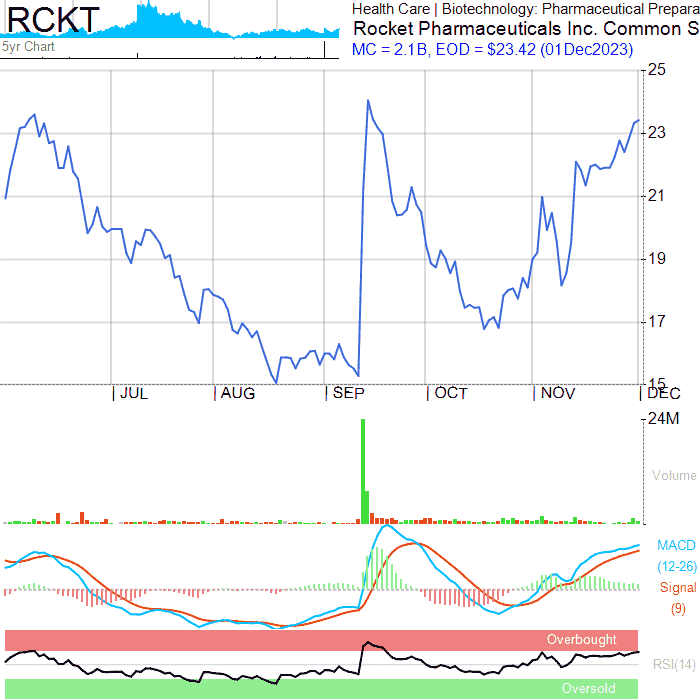 RCKT
5yr Chart
Health Care | Biotechnology: Pharmaceutical Prepara
Rocket Pharmaceuticals Inc. Common S
MC = 2.1B, EOD = $23.42 (01Dec2023)
25
23
21
19
17
15
JUL AUG SEP OCT NOV DEC
24M
Volume
MACD
(12-26)
Signal
(9)
Overbought
RSI(14)
Oversold